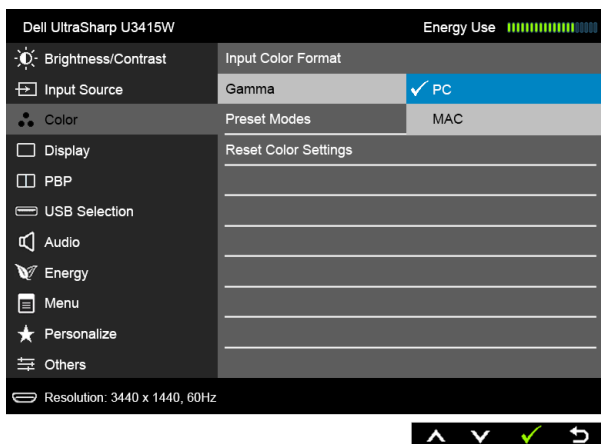 Dell UltraSharp U3415W Energy Use
Brightness/Contrast Input Color Format
Input Source Gamma PC
Color Preset Modes MAC
Display Reset Color Settings
PBP
USB Selection
Audio
Energy
Menu
Personalize
Others
Resolution: 3440 x 1440, 60Hz